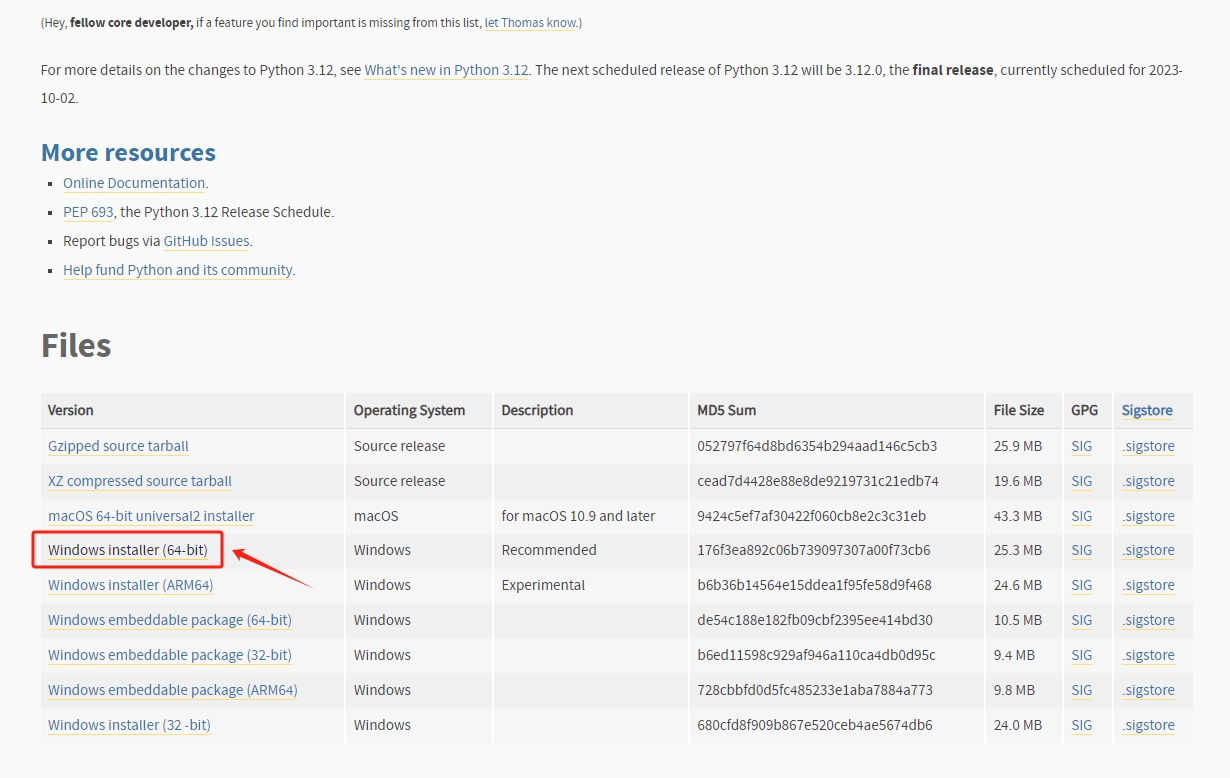 (Hey, fellow core developer, if a feature you find important is missing from this list, let Thomas know.)
For more details on the changes to Python 3.12, see What's new in Python 3.12. The next scheduled release of Python 3.12 will be 3.12.0, the final release, currently scheduled for 2023-
10-02.
More resources
Online Documentation.
PEP 693, the Python 3.12 Release Schedule.
Report bugs via GitHub Issues.
Help fund Python and its community.
Files
Version Operating System Description MD5 Sum File Size GPG Sigstore
Gzipped source tarball Source release 052797f64d8bd6354b294aad146c5cb3 25.9 MB SIG .sigstore
XZ compressed source tarball Source release cead7d4428e88e8de9219731c21edb74 19.6 MB SIG .sigstore
macOS 64-bit universal2 installer macOS for macOS 10.9 and later 9424c5ef7af30422f060cb8e2c3c31eb 43.3 MB SIG .sigstore
Windows installer (64-bit) Windows Recommended 176f3ea892c06b739097307a00f73cb6 25.3 MB SIG .sigstore
Windows installer (ARM64) Windows Experimental b6b36b14564e15ddea1f95fe58d9f468 24.6 MB SIG .sigstore
Windows embeddable package (64-bit) Windows de54c188e182fb09cbf2395ee414bd30 10.5 MB SIG .sigstore
Windows embeddable package (32-bit) Windows b6ed11598c929af946a110ca4db0d95c 9.4 MB SIG .sigstore
Windows embeddable package (ARM64) Windows 728cbbfd0d5fc485233e1aba7884a773 9.8 MB SIG .sigstore
Windows installer (32 -bit) Windows 680cfd8f909b867e520ceb4ae5674db6 24.0 MB SIG .sigstore